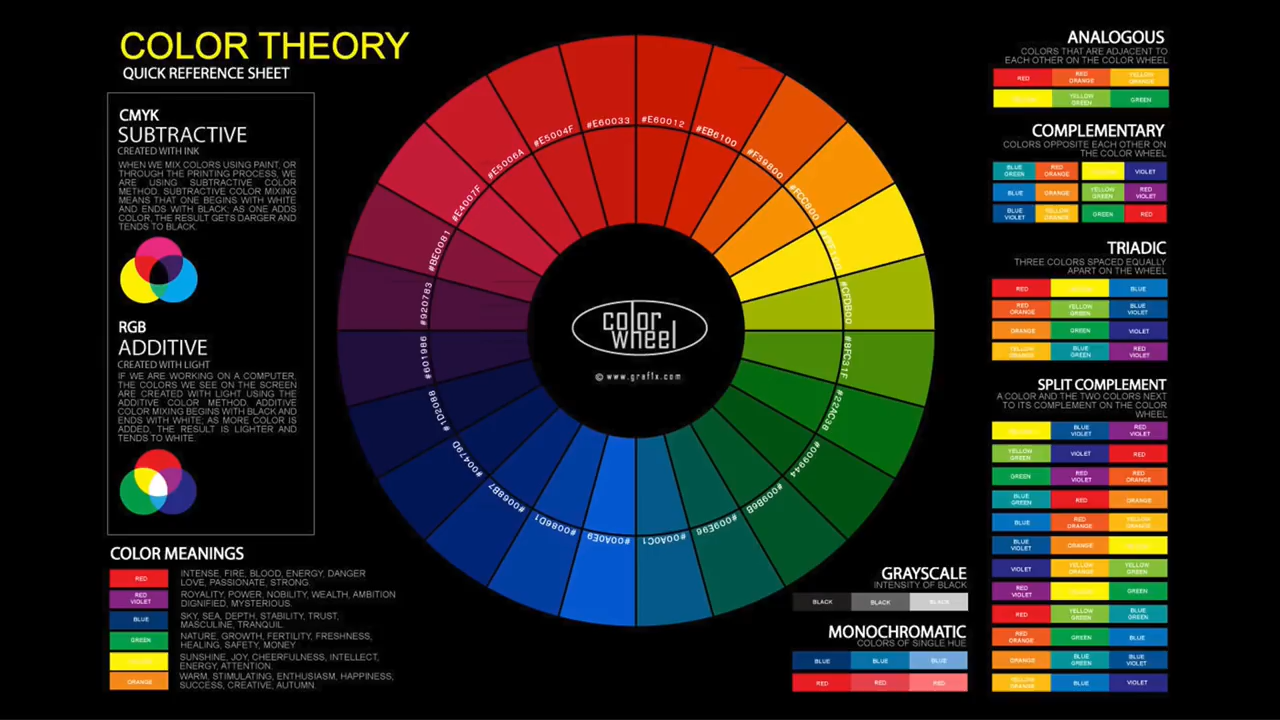 COLOR THEORY
QUICK REFERENCE SHEET
CMYK
SUBTRACTIVE
CREATED WITH INK
WHEN WE MIX COLORS USING PAINT, OR
THROUGH THE PRINTING PROCESS, WE
ARE USING SUBTRACTIVE COLOR
METHOD. SUBTRACTIVE COLOR MIXING
MEANS THAT ONE BEGINS WITH WHITE
AND ENDS WITH BLACK; AS ONE ADDS
COLOR, THE RESULT GETS DARGER AND
TENDS TO BLACK.
RGB
ADDITIVE
CREATED WITH LIGHT
IF WE ARE WORKING ON A COMPUTER,
THE COLORS WE SEE ON THE SCREEN
ARE CREATED WITH LIGHT USING THE
ADDITIVE COLOR METHOD. ADDITIVE
COLOR MIXING BEGINS WITH BLACK AND
ENDS WITH WHITE; AS MORE COLOR IS
ADDED, THE RESULT IS LIGHTER AND
TENDS TO WHITE.
COLOR MEANINGS
RED
INTENSE, FIRE, BLOOD, ENERGY, DANGER
LOVE, PASSIONATE, STRONG.
RED
VIOLET
ROYALITY, POWER, NOBILITY, WEALTH, AMBITION
DIGNIFIED, MYSTERIOUS.
BLUE
SKY, SEA, DEPTH, STABILITY, TRUST,
MASCULINE, TRANQUIL.
GREEN
NATURE, GROWTH, FERTILITY, FRESHNESS,
HEALING, SAFETY, MONEY
SUNSHINE, JOY, CHEERFULNESS, INTELLECT,
ENERGY, ATTENTION.
ORANGE
WARM, STIMULATING, ENTHUSIASM, HAPPINESS,
SUCCESS, CREATIVE, AUTUMN.
#E60012
#EB6100
#F39800
#FCC800
#CFDB00
#8FC31F
#22AC38
#009944
#009B6B
#009E96
#00A0C1
#00A0E9
#0086D1
#0068B7
#00479D
#1D2088
#601986
#920783
#BE0081
#E4007F
#E5006A
#E5004F
#E60033
color
wheel
© www.graf1x.com
ANALOGOUS
COLORS THAT ARE ADJACENT TO
EACH OTHER ON THE COLOR WHEEL
RED
RED
ORANGE
YELLOW
ORANGE
YELLOW
GREEN
GREEN
COMPLEMENTARY
COLORS OPPOSITE EACH OTHER ON
THE COLOR WHEEL
BLUE
GREEN
RED
ORANGE
VIOLET
BLUE
ORANGE
YELLOW
GREEN
RED
VIOLET
BLUE
VIOLET
YELLOW
ORANGE
GREEN
RED
TRIADIC
THREE COLORS SPACED EQUALLY
APART ON THE WHEEL
RED
BLUE
RED
ORANGE
YELLOW
GREEN
BLUE
VIOLET
ORANGE
GREEN
VIOLET
YELLOW
ORANGE
BLUE
GREEN
RED
VIOLET
SPLIT COMPLEMENT
A COLOR AND THE TWO COLORS NEXT
TO ITS COMPLEMENT ON THE COLOR
WHEEL
BLUE
VIOLET
RED
VIOLET
YELLOW
GREEN
VIOLET
RED
GREEN
RED
VIOLET
RED
ORANGE
BLUE
GREEN
RED
ORANGE
BLUE
RED
ORANGE
YELLOW
ORANGE
BLUE
VIOLET
ORANGE
VIOLET
YELLOW
ORANGE
YELLOW
GREEN
RED
VIOLET
GREEN
RED
YELLOW
GREEN
BLUE
GREEN
RED
ORANGE
GREEN
BLUE
ORANGE
BLUE
GREEN
BLUE
VIOLET
YELLOW
ORANGE
BLUE
VIOLET
GRAYSCALE
INTENSITY OF BLACK
BLACK
BLACK
BLACK
MONOCHROMATIC
COLORS OF SINGLE HUE
BLUE
BLUE
BLUE
RED
RED
RED